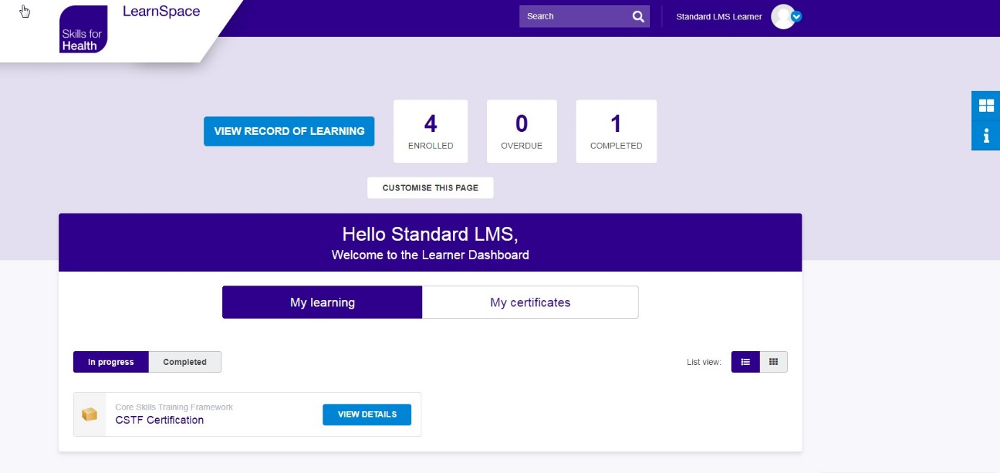 LearnSpace
Skills for
Health
Search
Standard LMS Learner
VIEW RECORD OF LEARNING
4
ENROLLED
0
OVERDUE
1
COMPLETED
CUSTOMISE THIS PAGE
Hello Standard LMS,
Welcome to the Learner Dashboard
My learning
My certificates
In progress
Completed
List view:
Core Skills Training Framework
CSTF Certification
VIEW DETAILS